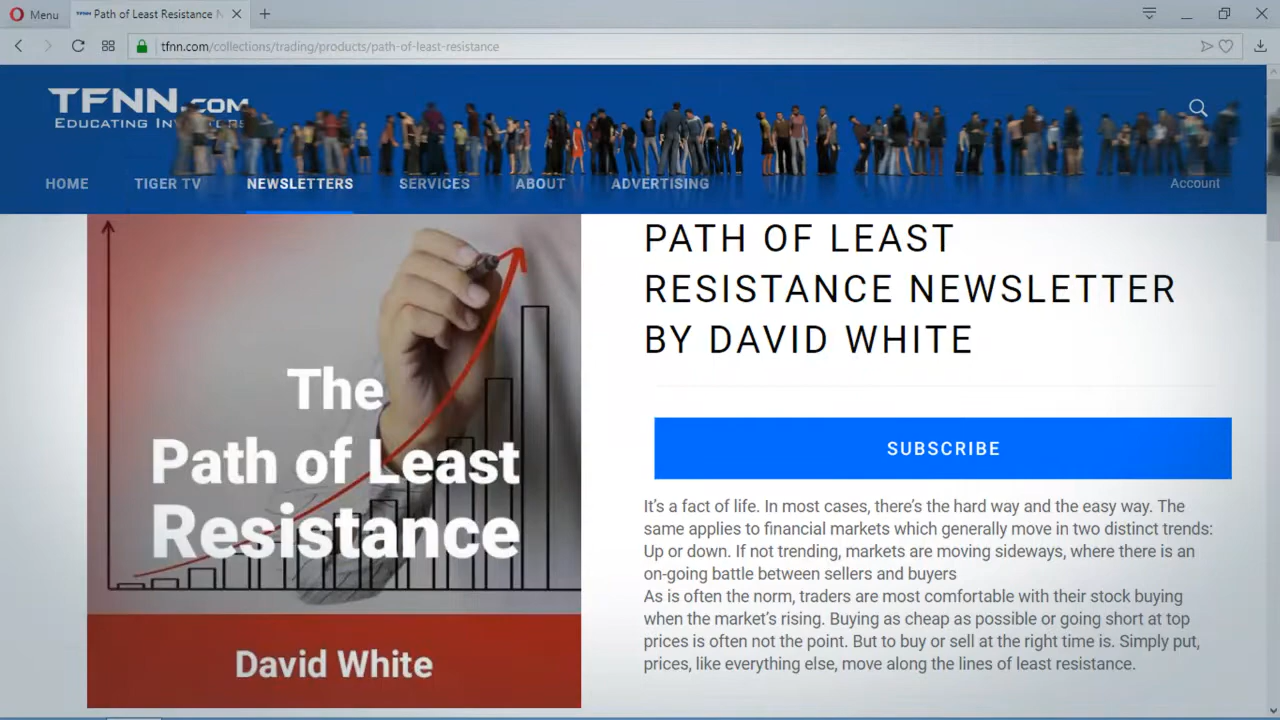 Menu
Path of Least Resistance N
tfnn.com/collections/trading/products/path-of-least-resistance
TFNN.COM
EDUCATING INVESTORS
HOME TIGER TV NEWSLETTERS SERVICES ABOUT ADVERTISING
Account
The
Path of Least
Resistance
David White
PATH OF LEAST
RESISTANCE NEWSLETTER
BY DAVID WHITE
SUBSCRIBE
It's a fact of life. In most cases, there's the hard way and the easy way. The
same applies to financial markets which generally move in two distinct trends:
Up or down. If not trending, markets are moving sideways, where there is an
on-going battle between sellers and buyers
As is often the norm, traders are most comfortable with their stock buying
when the market's rising. Buying as cheap as possible or going short at top
prices is often not the point. But to buy or sell at the right time is. Simply put,
prices, like everything else, move along the lines of least resistance.